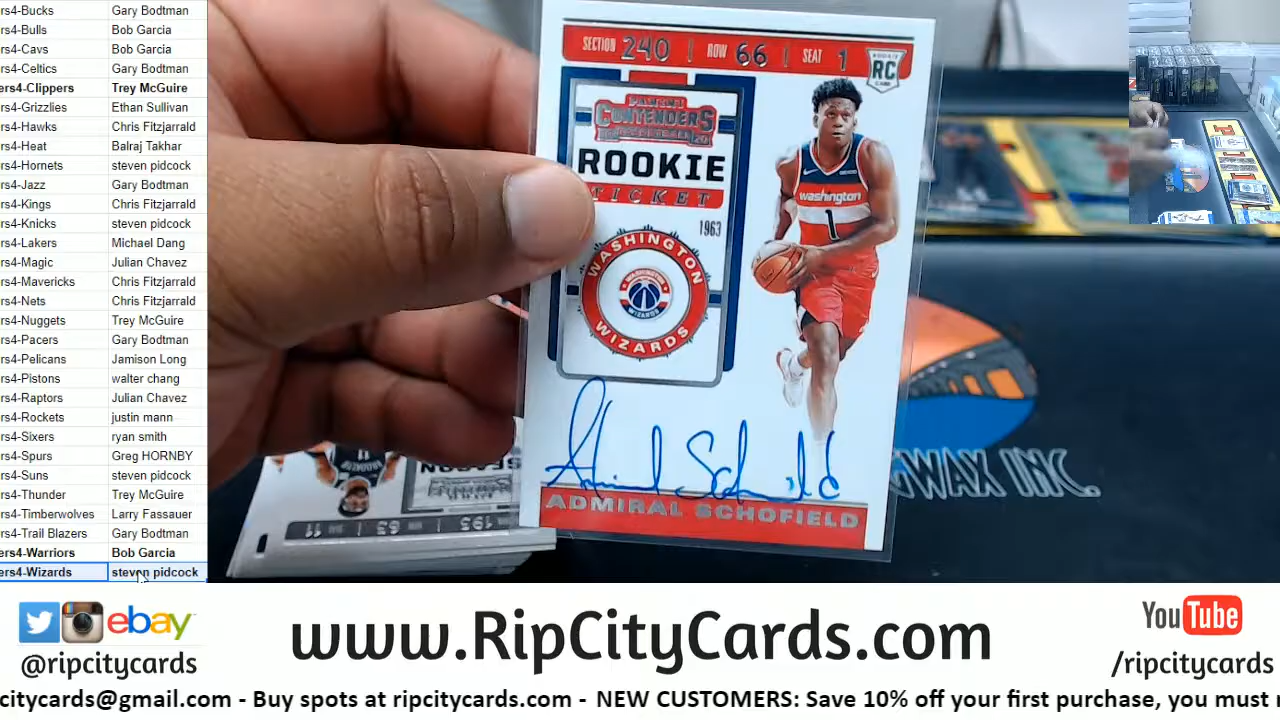 rs4-Bucks Gary Bodtman
rs4-Bulls Bob Garcia
rs4-Cavs Bob Garcia
rs4-Celtics Gary Bodtman
ers4-Clippers Trey McGuire
rs4-Grizzlies Ethan Sullivan
rs4-Hawks Chris Fitzjarrald
rs4-Heat Balraj Takhar
rs4-Hornets steven pidcock
rs4-Jazz Gary Bodtman
rs4-Kings Chris Fitzjarrald
rs4-Knicks steven pidcock
rs4-Lakers Michael Dang
rs4-Magic Julian Chavez
rs4-Mavericks Chris Fitzjarrald
rs4-Nets Chris Fitzjarrald
rs4-Nuggets Trey McGuire
rs4-Pacers Gary Bodtman
rs4-Pelicans Jamison Long
rs4-Pistons walter chang
rs4-Raptors Julian Chavez
rs4-Rockets justin mann
rs4-Sixers ryan smith
rs4-Spurs Greg HORNBY
rs4-Suns steven pidcock
rs4-Thunder Trey McGuire
ers4-Timberwolves Larry Fassauer
rs4-Trail Blazers Gary Bodtman
ers4-Warriors Bob Garcia
ers4-Wizards steven pidcock
SECTION 240 | ROW 66 | SEAT 1
RC
PANINI
CONTENDERS
ROOKIE
TICKET
1963
WASHINGTON
WIZARDS
washington
1
ADMIRAL SCHOFIELD
GWAX INC.
ebay
@ripcitycards
www.RipCityCards.com
YouTube
/ripcitycards
citycards@gmail.com - Buy spots at ripcitycards.com - NEW CUSTOMERS: Save 10% off your first purchase, you must